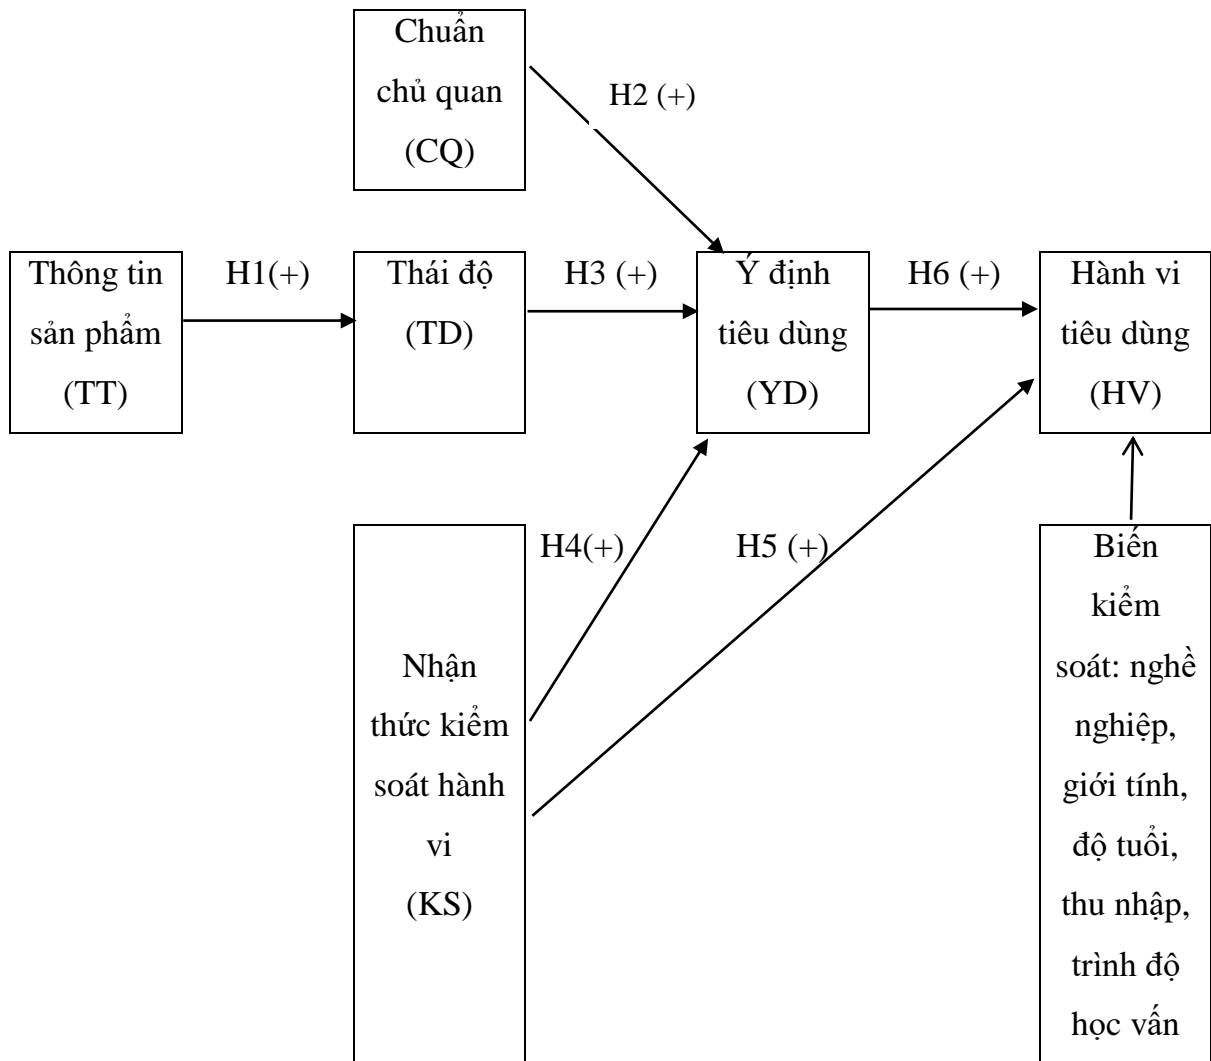 Chuẩn
chủ quan
(CQ)
H2 (+)
Thông tin
sản phẩm
(TT)
H1(+)
Thái độ
(TD)
H3 (+)
Ý định
tiêu dùng
(YD)
H6 (+)
Hành vi
tiêu dùng
(HV)
H4(+)
H5 (+)
Nhận
thức kiểm
soát hành
vi
(KS)
Biến
kiểm
soát: nghề
nghiệp,
giới tính,
độ tuổi,
thu nhập,
trình độ
học vấn